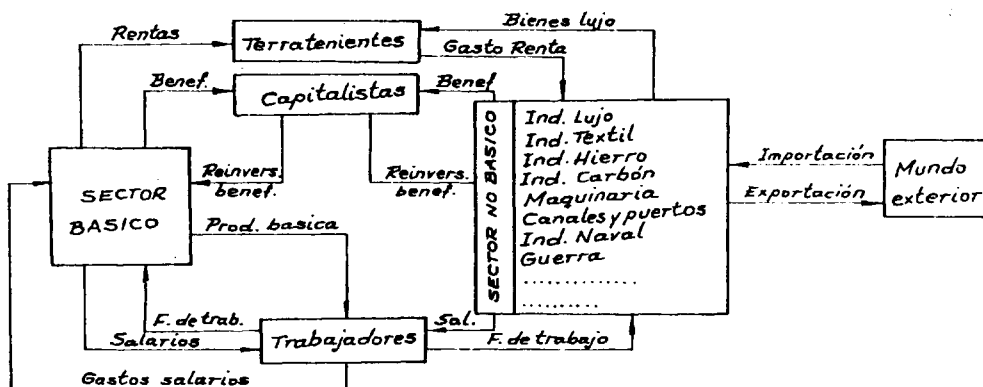 Bienes lujo
Rentas
Terratenientes
Gasto Renta
Benef.
Capitalistas
Benef
SECTOR NO BASICO
Ind. Lujo
Ind. Textil
Ind. Hierro
Ind. Carbón
Maquinaria
Canales y puertos
Ind. Naval
Guerra
..............
.........
Importación
Exportación
Mundo
exterior
Reinvers.
benef.
Reinvers.
benef.
SECTOR
BASICO
Prod. basica
F. de trab.
Salarios
Trabajadores
Sal.
F. de trabajo
Gastos salarios